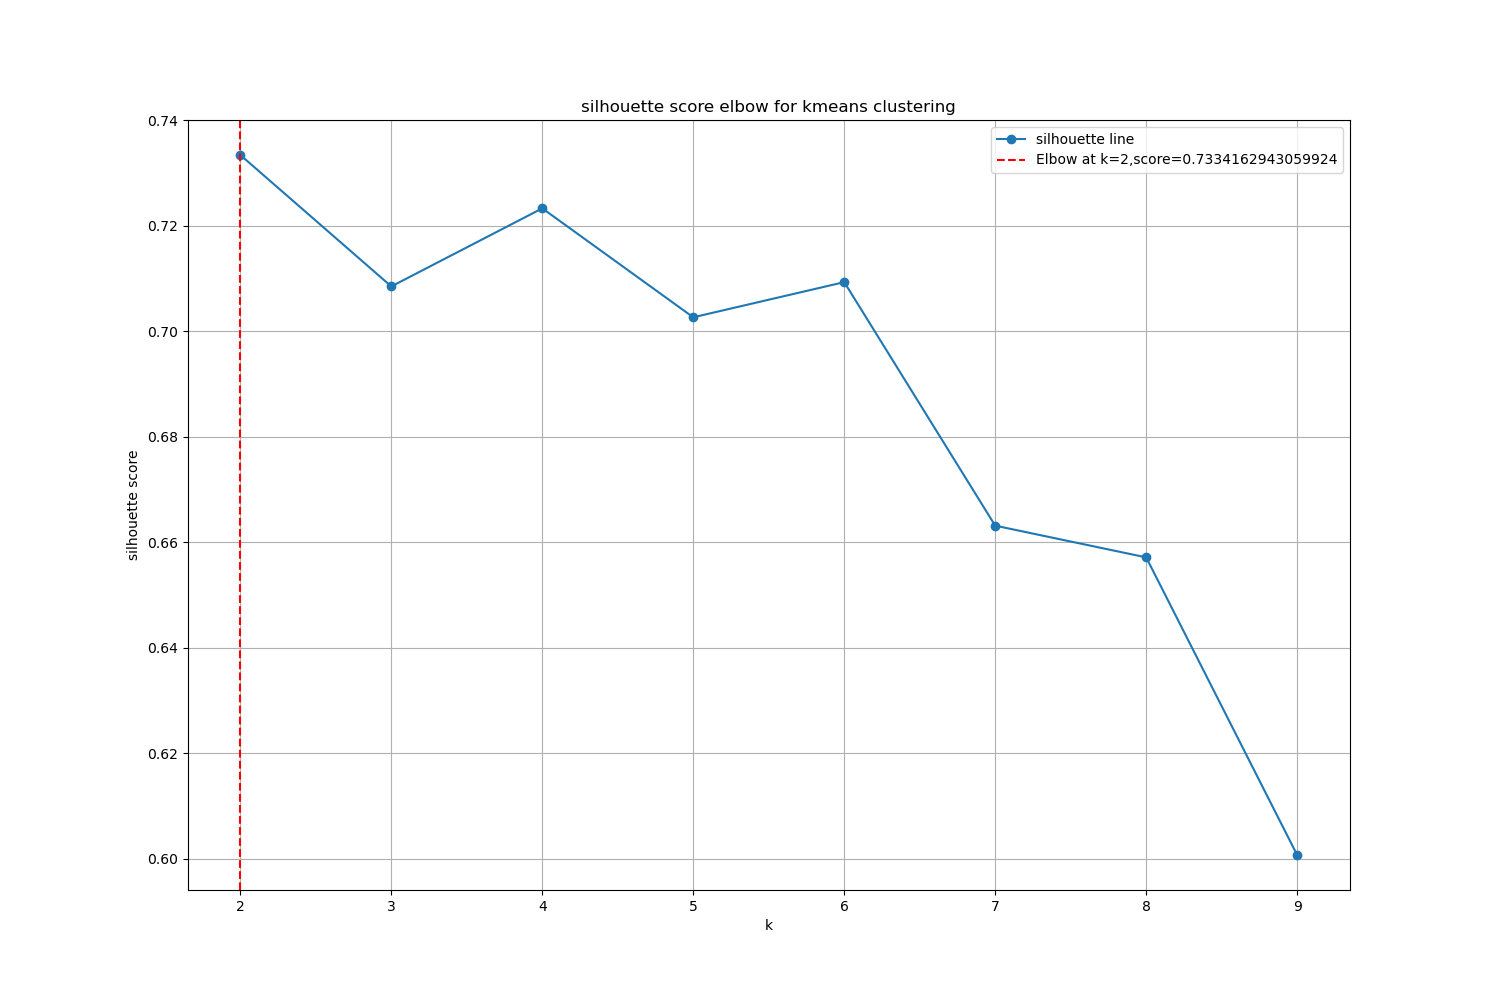 silhouette score elbow for kmeans clustering
silhouette line
Elbow at k=2,score=0.7334162943059924
0.74
0.72
0.70
0.68
0.66
0.64
0.62
0.60
silhouette score
2 3 4 5 6 7 8 9
k